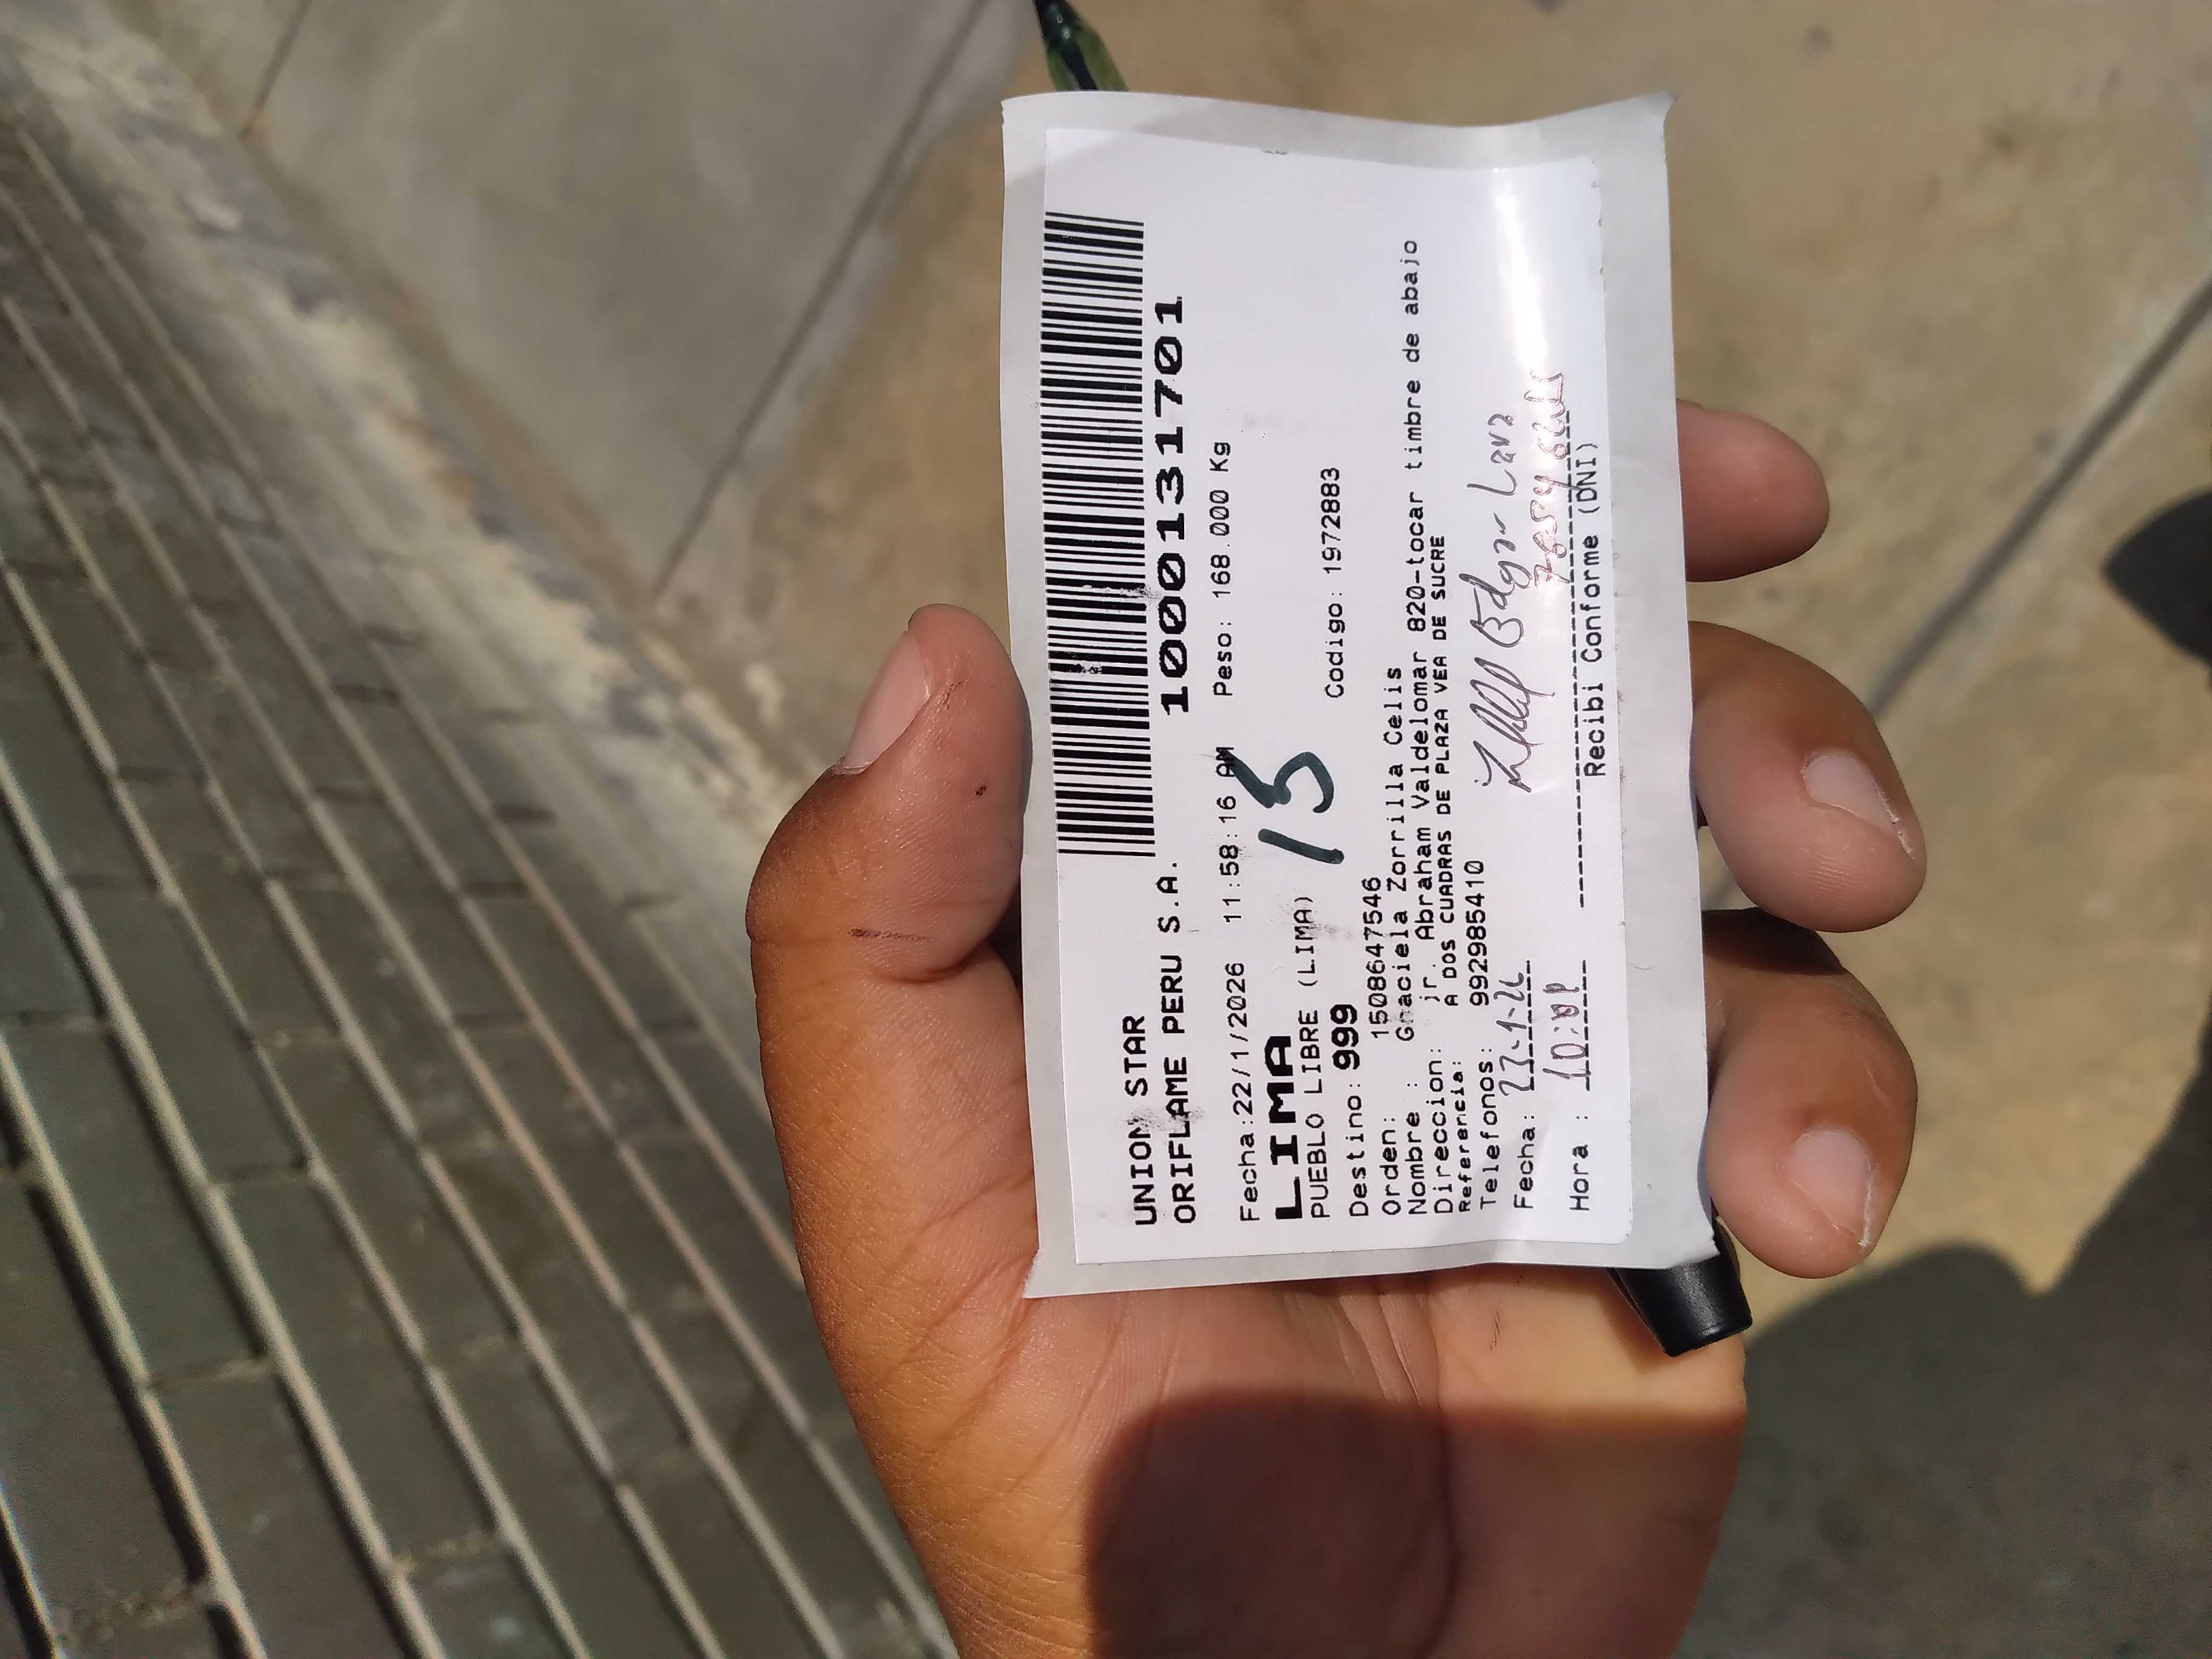 UNION STAR
ORIFLAME PERU S.A. 1000131701
Fecha:22/1/2026 11:58:16 AM Peso: 168.000 Kg
LIMA
PUEBLO LIBRE (LIMA) 15
Destino: 999 Codigo: 1972883
Orden: 1508647546
Nombre : Graciela Zorrilla Celis
Direccion: jr. Abraham Valdelomar 820-tocar timbre de abajo
Referencia: A DOS CUADRAS DE PLAZA VEA DE SUCRE
Telefonos: 992985410
Edgar Lava
Fecha: 23-1-26
Hora :
Recibi Conforme (DNI)